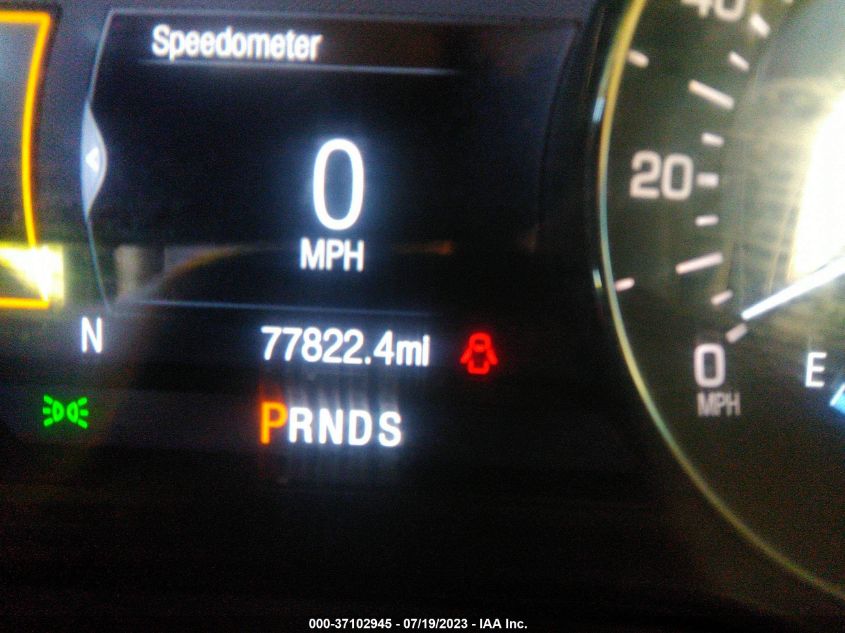 Speedometer
40
0
MPH
20
N
77822.4mi
0
MPH
E
PRNDS
000-37102945 - 07/19/2023 - IAA Inc.